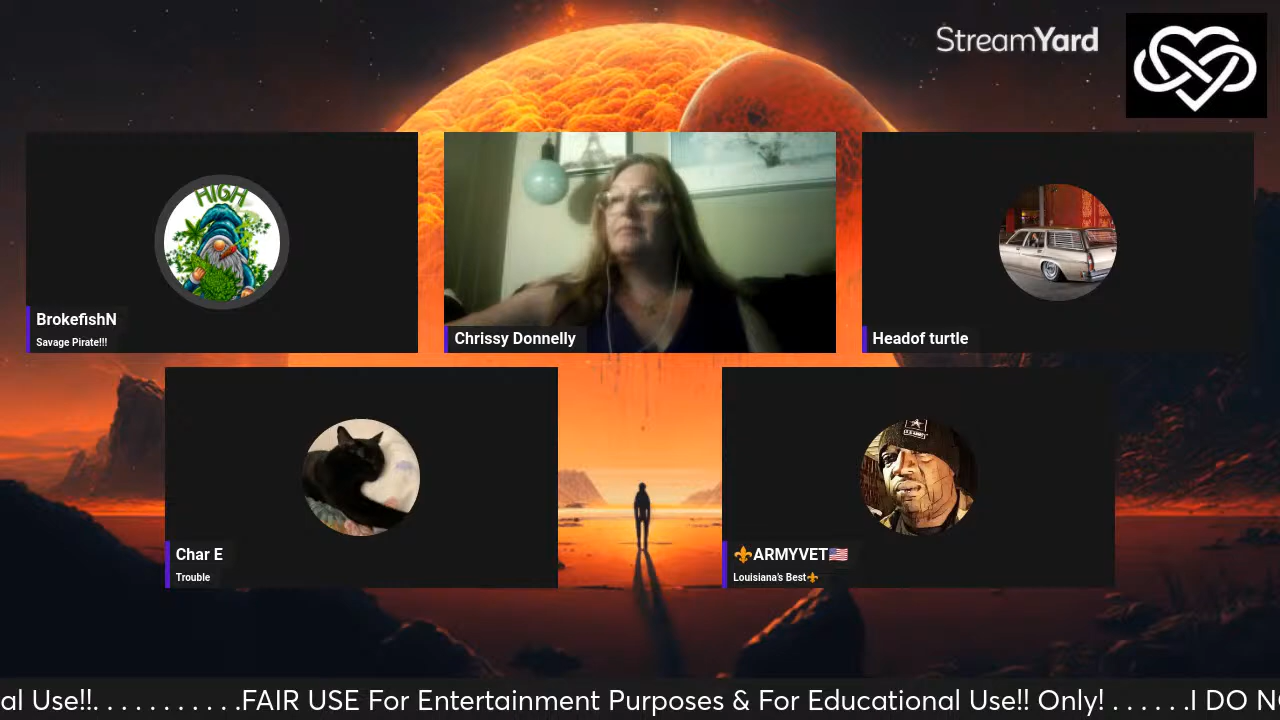 StreamYard
HIGH
BrokefishN
Savage Pirate!!!
Chrissy Donnelly
Headof turtle
Char E
Trouble
⚜️ARMYVET🇺🇸
Louisiana's Best⚜️
al Use!!. . . . . . . . . . .FAIR USE For Entertainment Purposes & For Educational Use!! Only! . . . . . .I DO N